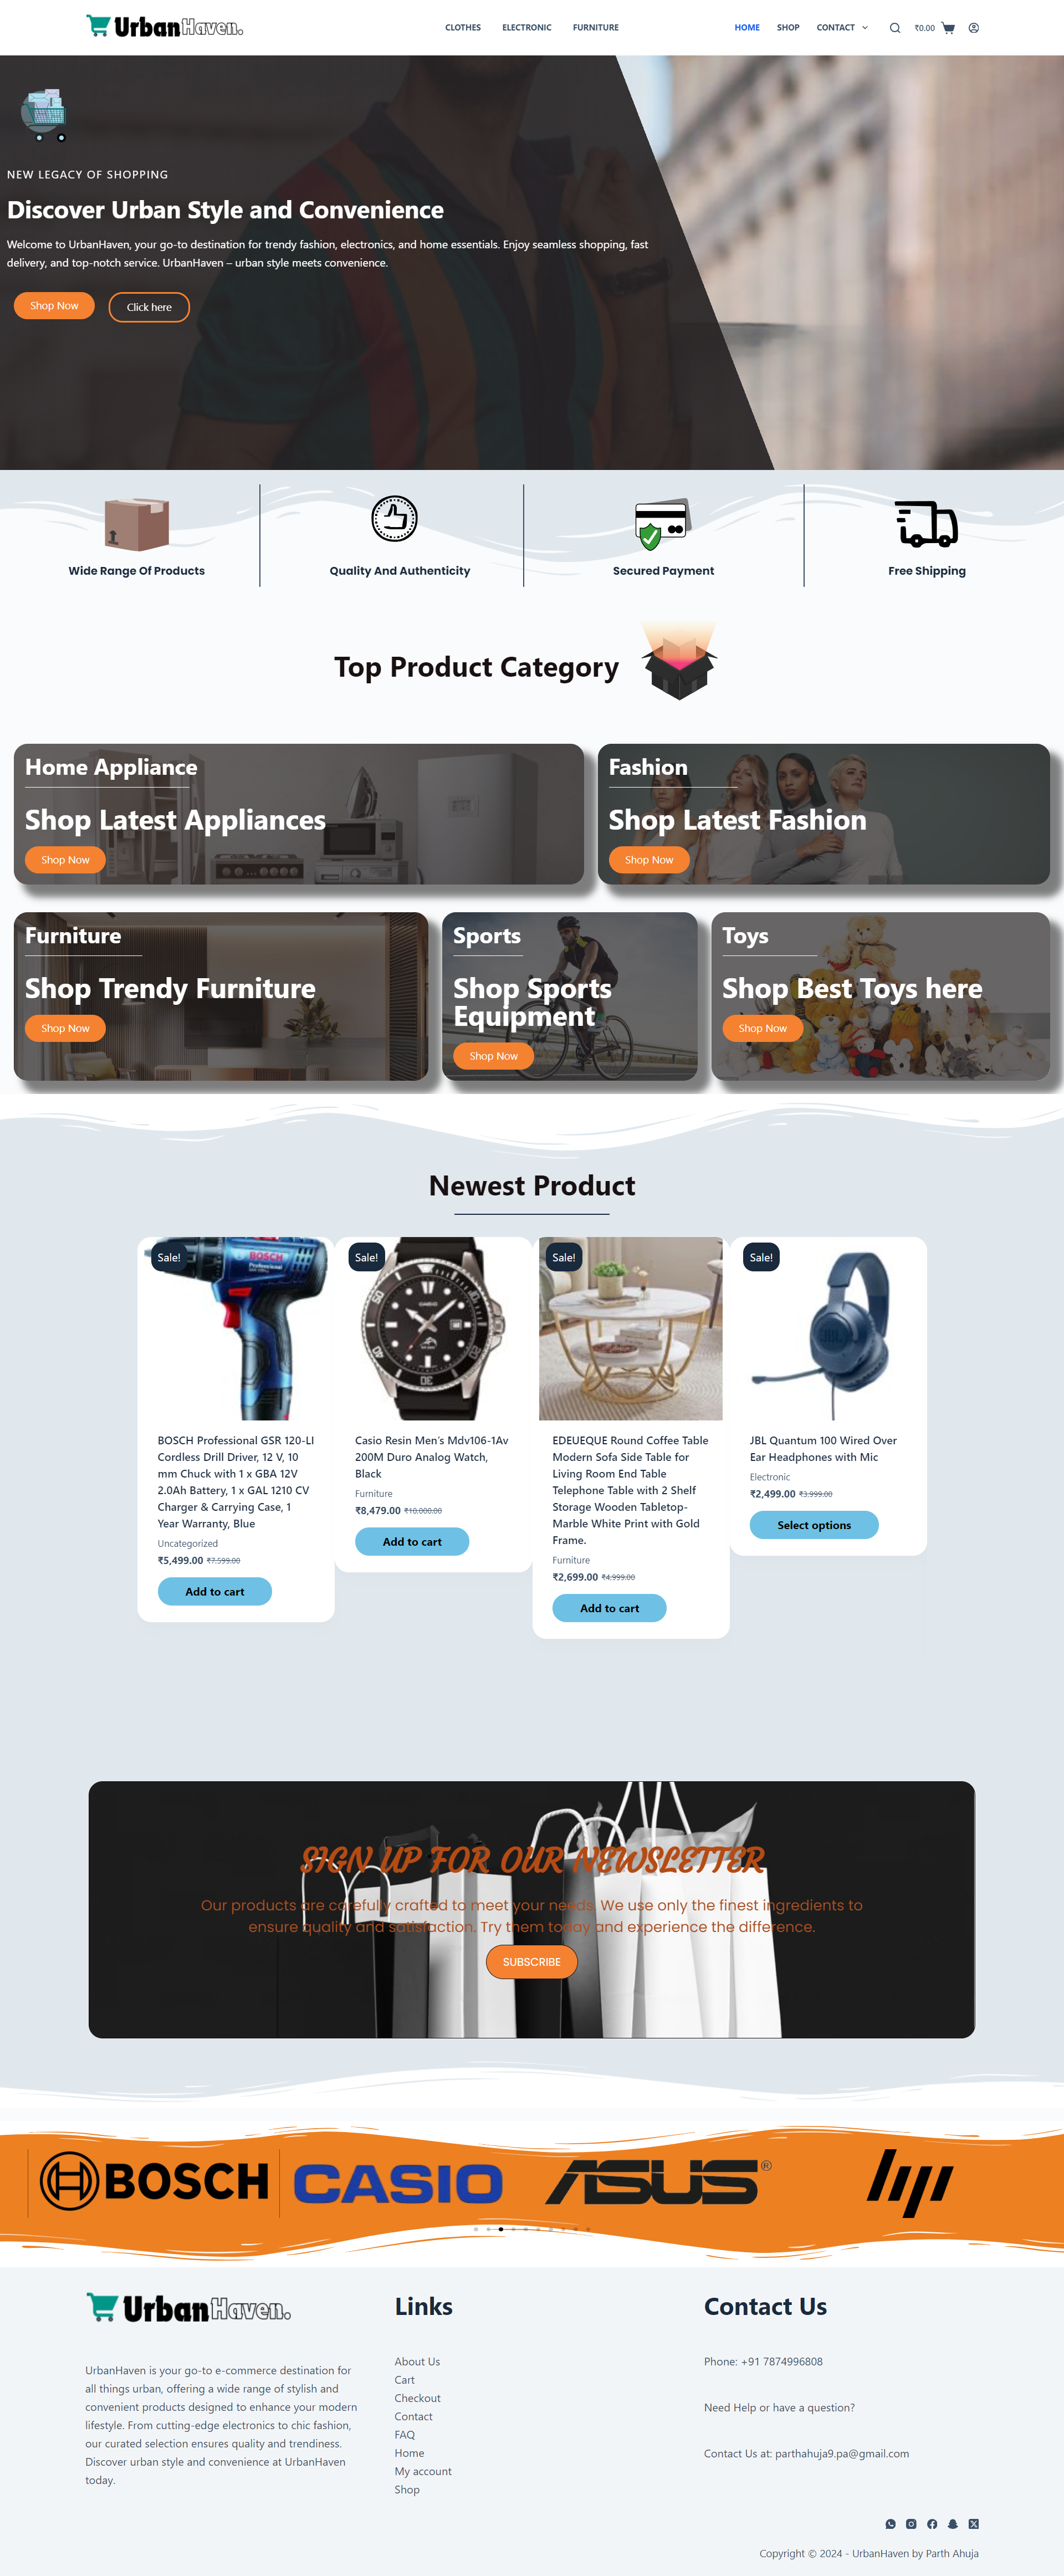 UrbanHaven.
CLOTHES ELECTRONIC FURNITURE
HOME SHOP CONTACT
₹0.00
NEW LEGACY OF SHOPPING
Discover Urban Style and Convenience
Welcome to UrbanHaven, your go-to destination for trendy fashion, electronics, and home essentials. Enjoy seamless shopping, fast
delivery, and top-notch service. UrbanHaven – urban style meets convenience.
Shop Now
Click here
Wide Range Of Products
Quality And Authenticity
Secured Payment
Free Shipping
Top Product Category
Home Appliance
Shop Latest Appliances
Shop Now
Fashion
Shop Latest Fashion
Shop Now
Furniture
Shop Trendy Furniture
Shop Now
Sports
Shop Sports
Equipment
Shop Now
Toys
Shop Best Toys here
Shop Now
Newest Product
Sale!
BOSCH
Professional
BOSCH Professional GSR 120-LI
Cordless Drill Driver, 12 V, 10
mm Chuck with 1 x GBA 12V
2.0Ah Battery, 1 x GAL 1210 CV
Charger & Carrying Case, 1
Year Warranty, Blue
Uncategorized
₹5,499.00 ₹7,599.00
Add to cart
Sale!
CASIO
Casio Resin Men's Mdv106-1Av
200M Duro Analog Watch,
Black
Furniture
₹8,479.00 ₹10,000.00
Add to cart
Sale!
EDEUEQUE Round Coffee Table
Modern Sofa Side Table for
Living Room End Table
Telephone Table with 2 Shelf
Storage Wooden Tabletop-
Marble White Print with Gold
Frame.
Furniture
₹2,699.00 ₹4,999.00
Add to cart
Sale!
JBL
JBL Quantum 100 Wired Over
Ear Headphones with Mic
Electronic
₹2,499.00 ₹3,999.00
Select options
SIGN UP FOR OUR NEWSLETTER
Our products are carefully crafted to meet your needs. We use only the finest ingredients to
ensure quality and satisfaction. Try them today and experience the difference.
SUBSCRIBE
BOSCH
CASIO
ASUS®
hp
UrbanHaven.
UrbanHaven is your go-to e-commerce destination for
all things urban, offering a wide range of stylish and
convenient products designed to enhance your modern
lifestyle. From cutting-edge electronics to chic fashion,
our curated selection ensures quality and trendiness.
Discover urban style and convenience at UrbanHaven
today.
Links
About Us
Cart
Checkout
Contact
FAQ
Home
My account
Shop
Contact Us
Phone: +91 7874996808
Need Help or have a question?
Contact Us at: parthahuja9.pa@gmail.com
Copyright © 2024 - UrbanHaven by Parth Ahuja